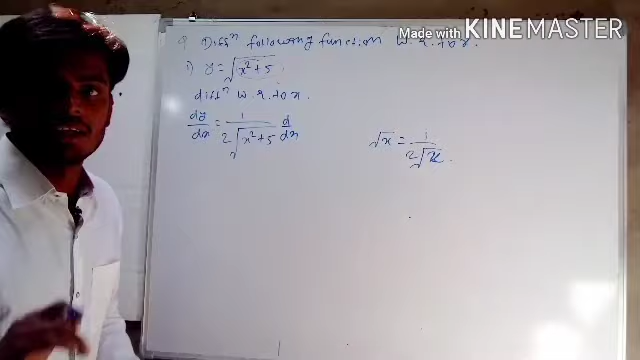 Made with KINEMASTER
Q Diffⁿ following function w.r.to x.
1) y = √(x² + 5)
diffⁿ w.r.to x.
dy/dx = 1/(2√(x² + 5)) d/dx
√x = 1/(2√x).